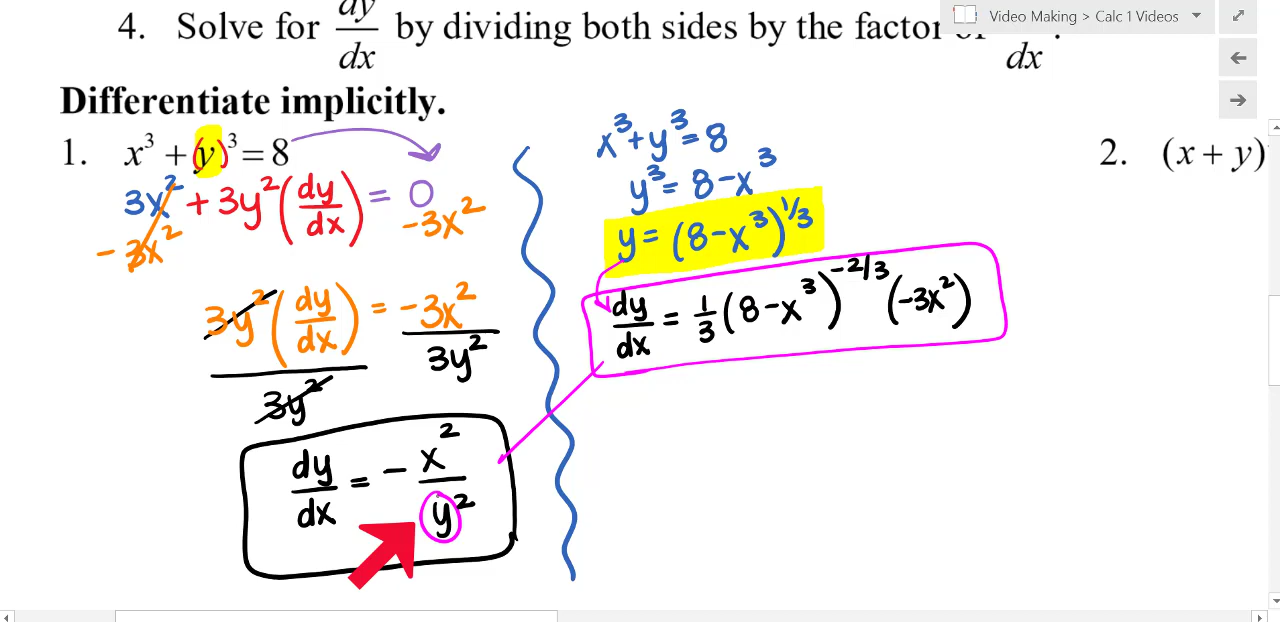 Video Making > Calc 1 Videos
4. Solve for dy/dx by dividing both sides by the factor of dx.
Differentiate implicitly.
1. x³ + (y)³ = 8
3x² + 3y²(dy/dx) = 0
- 3x² -3x²
3y²(dy/dx) = -3x²
3y² 3y²
dy/dx = - x²/y²
x³+y³=8
y³= 8-x³
y= (8-x³)^1/3
dy/dx = 1/3 (8-x³)^-2/3 (-3x²)
2. (x + y)